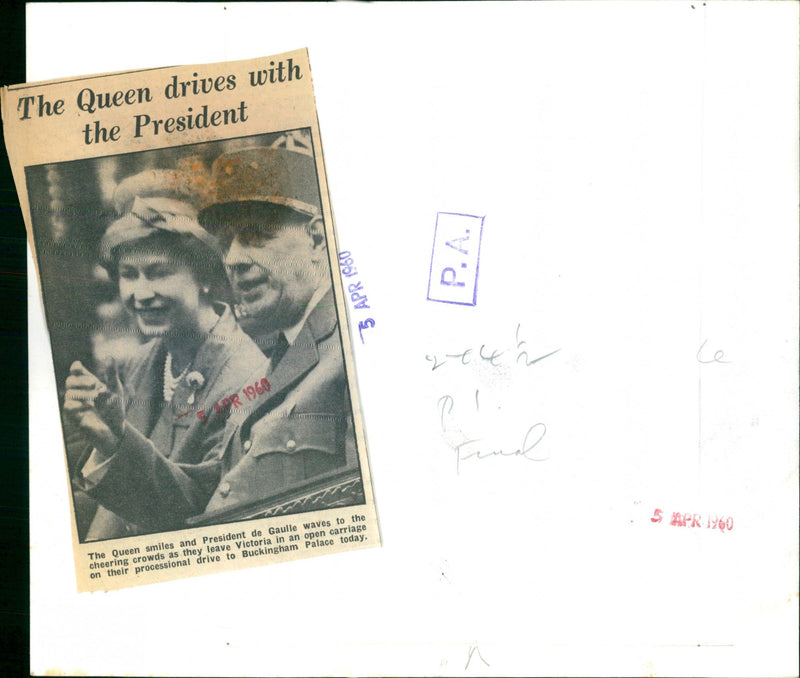 The Queen drives with
the President
5 APR 1960
5 APR 1960
The Queen smiles and President de Gaulle waves to the
cheering crowds as they leave Victoria in an open carriage
on their processional drive to Buckingham Palace today.
P.A.
P1.
Final
5 APR 1960